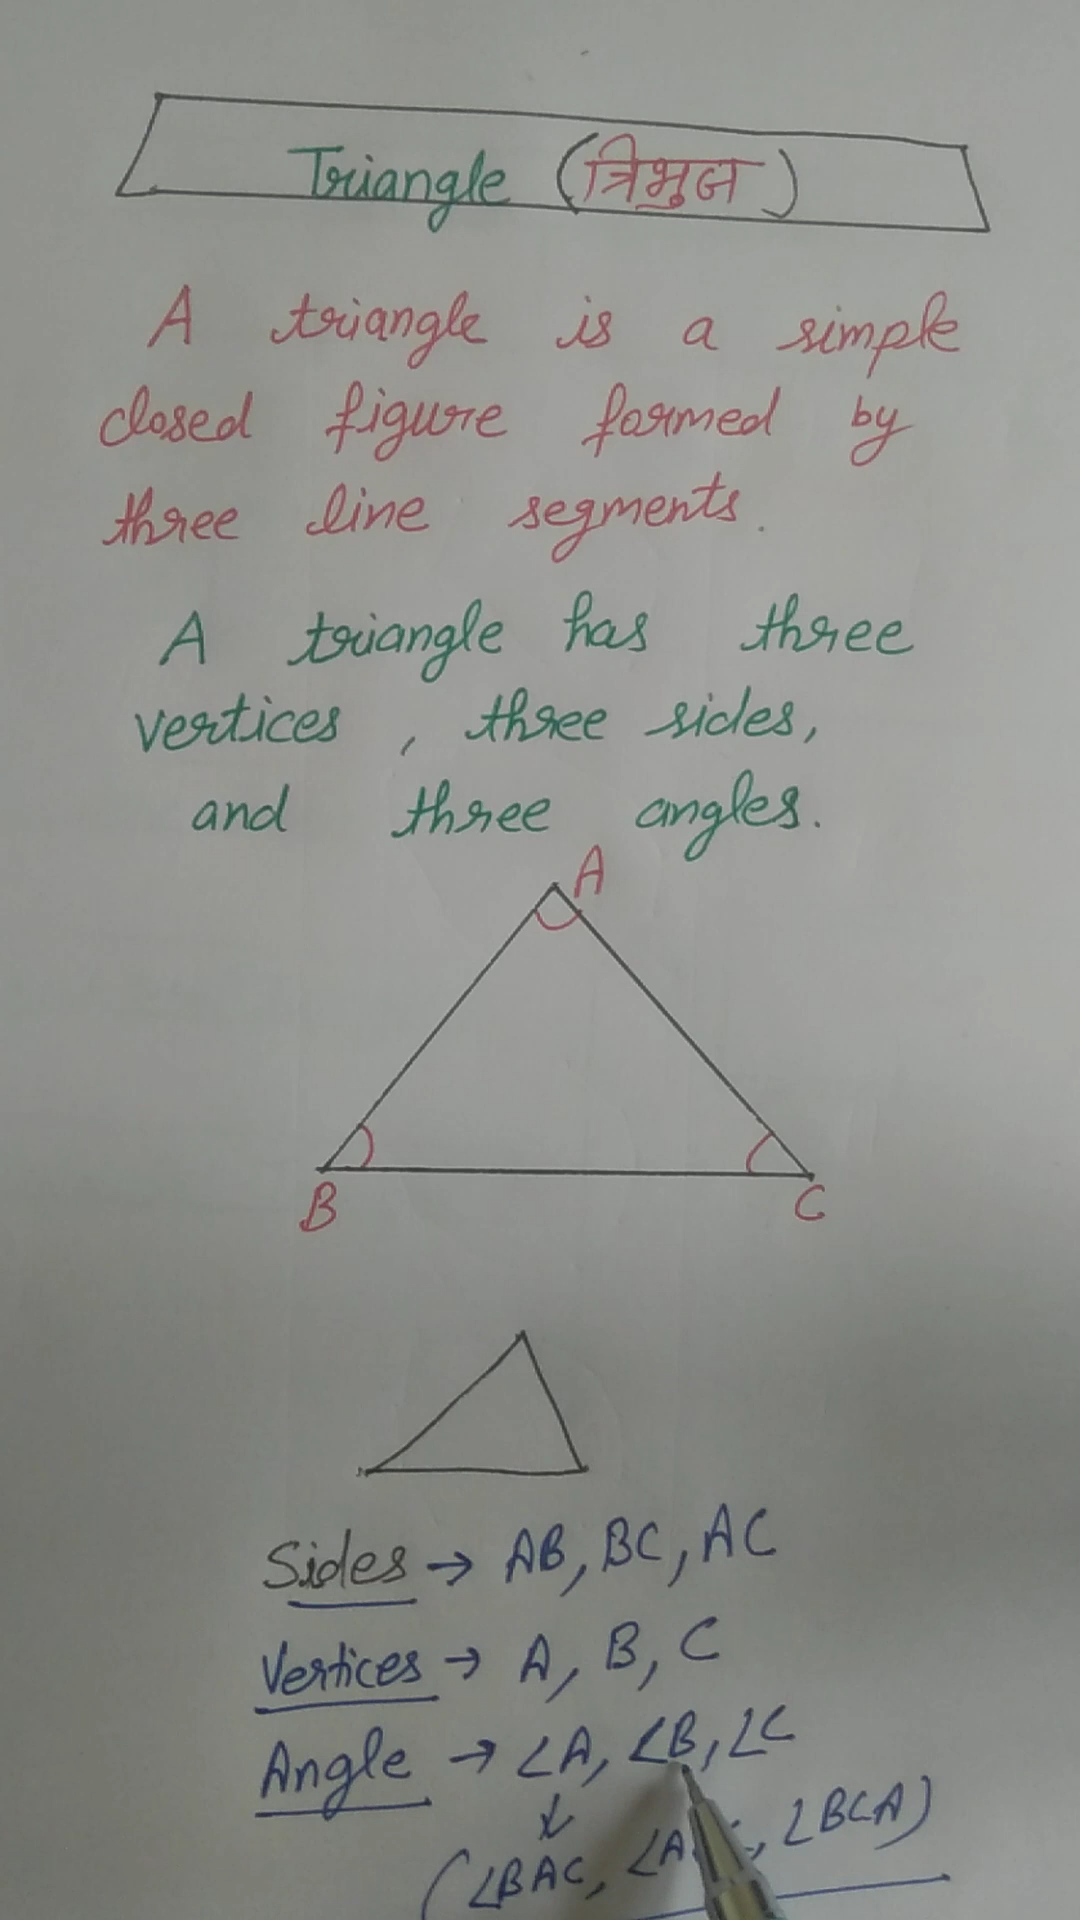 Triangle (त्रिभुज)
A triangle is a simple
closed figure formed by
three line segments.
A triangle has three
vertices, three sides,
and three angles.
A
B
C
Sides → AB, BC, AC
Vertices → A, B, C
Angle → ∠A, ∠B, ∠C
↓
(∠BAC, ∠BCA)